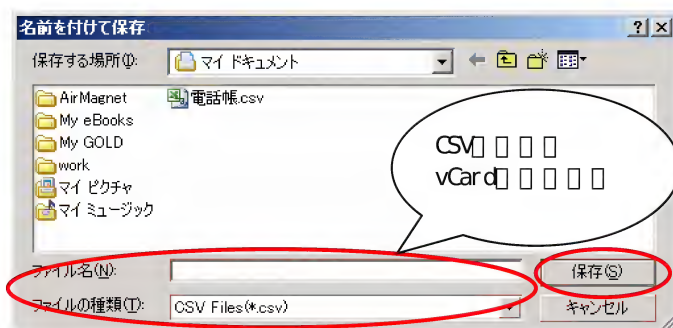 名前を付けて保存
保存する場所(I):
マイ ドキュメント
AirMagnet
My eBooks
My GOLD
work
マイ ピクチャ
マイ ミュージック
電話帳.csv
CSV
vCard
ファイル名(N):
保存(S)
ファイルの種類(T):
CSV Files(*.csv)
キャンセル